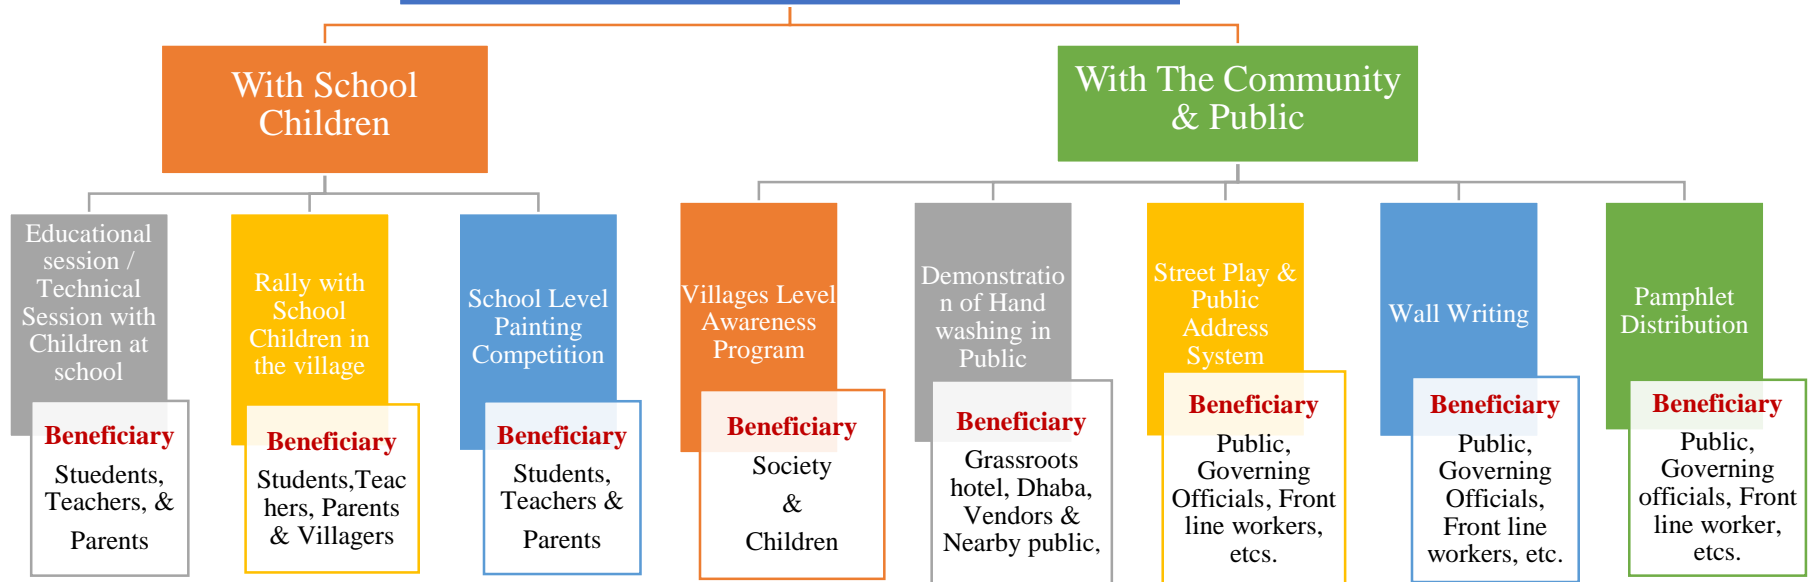 With School
Children
With The Community
& Public
Educational
session /
Technical
Session with
Children at
school
Beneficiary
Stuedents,
Teachers, &
Parents
Rally with
School
Children in
the village
Beneficiary
Students,Teac
hers, Parents
& Villagers
School Level
Painting
Competition
Beneficiary
Students,
Teachers &
Parents
Villages Level
Awareness
Program
Beneficiary
Society
&
Children
Demonstratio
n of Hand
washing in
Public
Beneficiary
Grassroots
hotel, Dhaba,
Vendors &
Nearby public,
Street Play &
Public
Address
System
Beneficiary
Public,
Governing
Officials, Front
line workers,
etcs.
Wall Writing
Beneficiary
Public,
Governing
Officials,
Front line
workers, etc.
Pamphlet
Distribution
Beneficiary
Public,
Governing
officials, Front
line worker,
etcs.